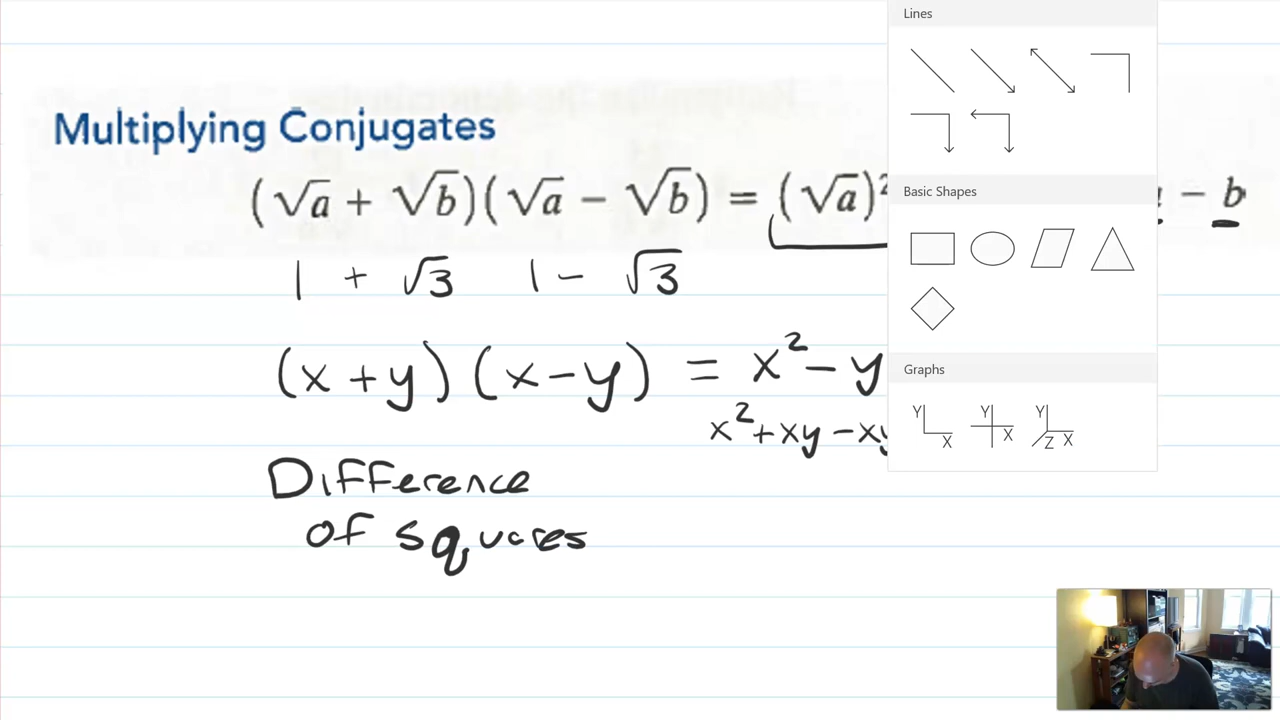 Lines
Multiplying Conjugates
Basic Shapes
(√a + √b)(√a − √b) = (√a)² − b
1 + √3 1 − √3
(x + y)(x − y) = x² − y
Graphs
Y X Y X Y Z X
x² + xy − xy
Difference
of squares